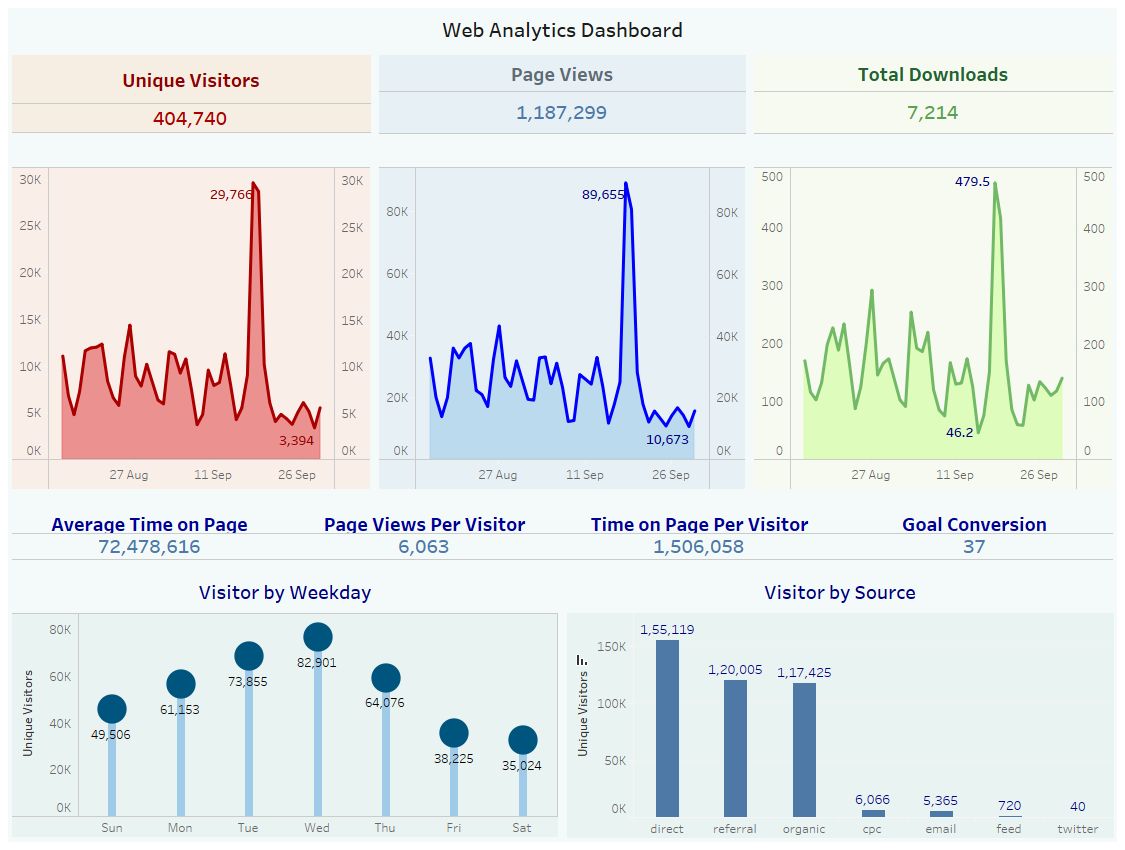 Web Analytics Dashboard
Unique Visitors
404,740
Page Views
1,187,299
Total Downloads
7,214
30K
25K
20K
15K
10K
5K
0K
29,766
3,394
30K
25K
20K
15K
10K
5K
0K
27 Aug 11 Sep 26 Sep
80K
60K
40K
20K
0K
89,655
10,673
80K
60K
40K
20K
0K
27 Aug 11 Sep 26 Sep
500
400
300
200
100
0
479.5
46.2
500
400
300
200
100
0
27 Aug 11 Sep 26 Sep
Average Time on Page Page Views Per Visitor Time on Page Per Visitor Goal Conversion
72,478,616 6,063 1,506,058 37
Visitor by Weekday
Unique Visitors
80K
60K
40K
20K
0K
49,506
61,153
73,855
82,901
64,076
38,225
35,024
Sun Mon Tue Wed Thu Fri Sat
Visitor by Source
Unique Visitors
150K
100K
50K
0K
1,55,119
1,20,005
1,17,425
6,066
5,365
720
40
direct referral organic cpc email feed twitter